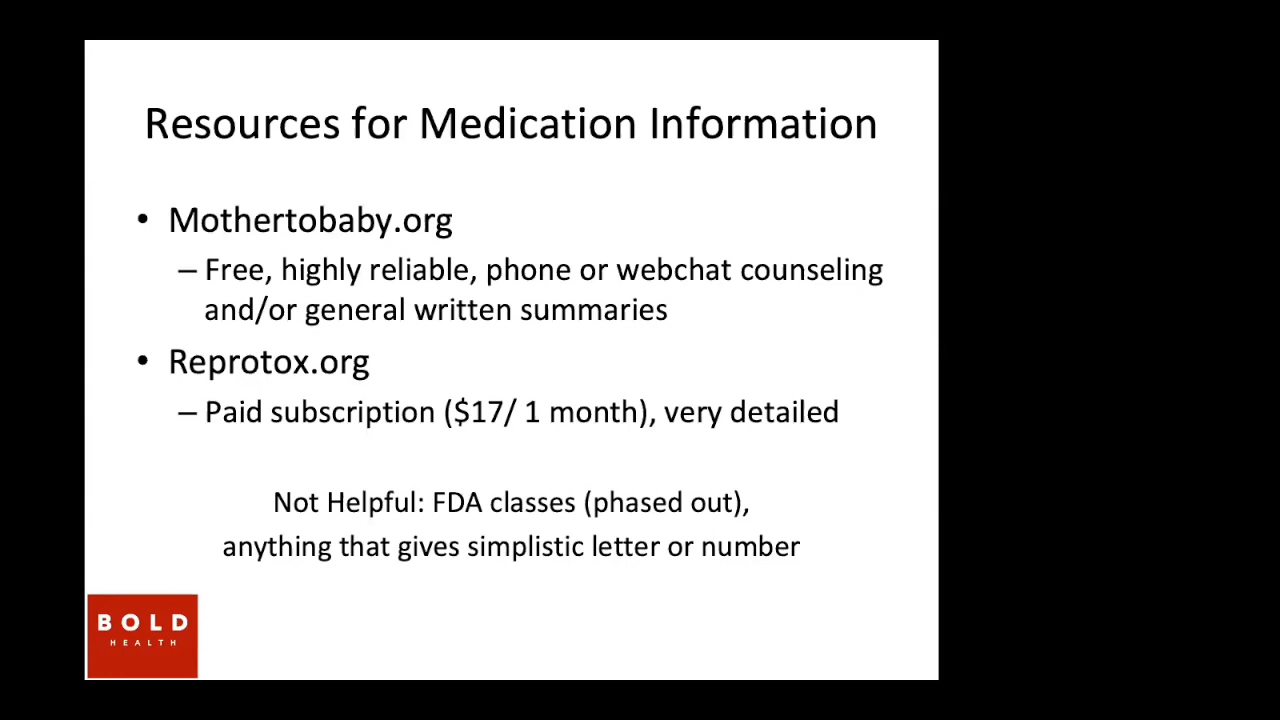 Resources for Medication Information
• Mothertobaby.org
– Free, highly reliable, phone or webchat counseling
and/or general written summaries
• Reprotox.org
– Paid subscription ($17/ 1 month), very detailed
Not Helpful: FDA classes (phased out),
anything that gives simplistic letter or number
BOLD
HEALTH